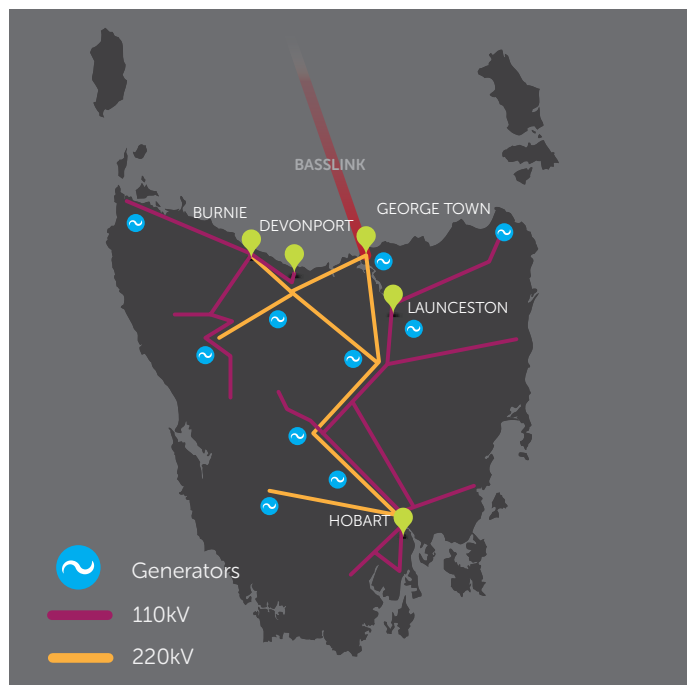 BASSLINK
BURNIE
DEVONPORT
GEORGE TOWN
LAUNCESTON
HOBART
Generators
110kV
220kV